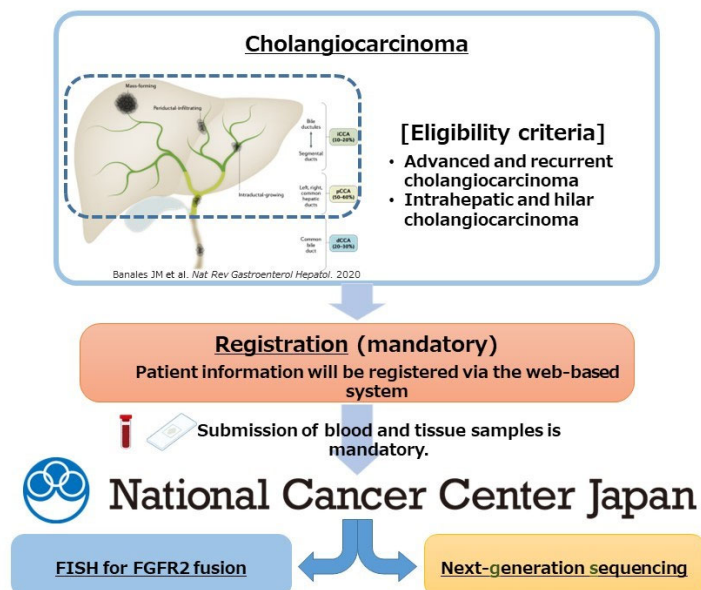 Cholangiocarcinoma
Mass-forming
Periductal-infiltrating
Bile
ductules
Segmental
ducts
iCCA
(10-20%)
Intraductal-growing
Left, right,
common
hepatic
ducts
pCCA
(50-60%)
Common
bile
duct
dCCA
(20-30%)
[Eligibility criteria]
• Advanced and recurrent
cholangiocarcinoma
• Intrahepatic and hilar
cholangiocarcinoma
Banales JM et al. Nat Rev Gastroenterol Hepatol. 2020
Registration (mandatory)
Patient information will be registered via the web-based
system
Submission of blood and tissue samples is
mandatory.
National Cancer Center Japan
FISH for FGFR2 fusion
Next-generation sequencing